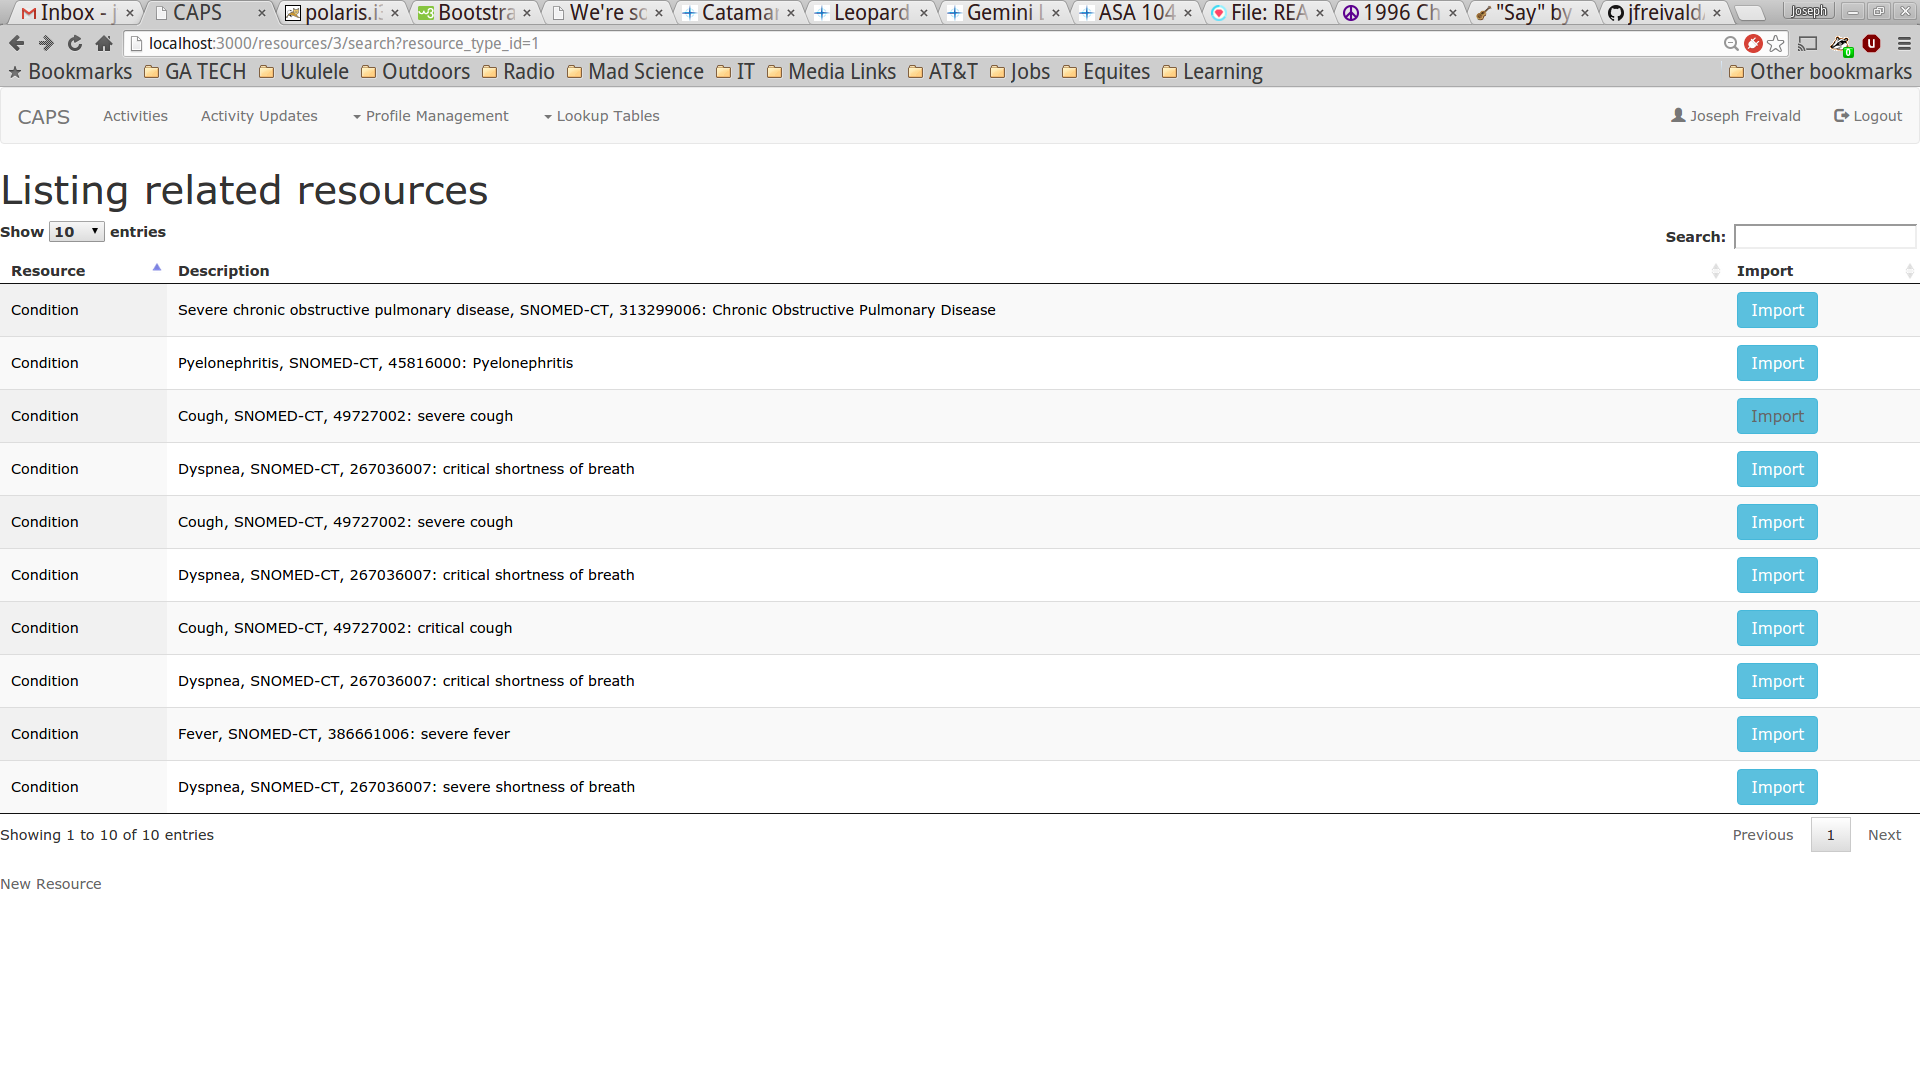 Inbox - j CAPS polaris.i Bootstra We're so Catamar Leopard Gemini L ASA 104 File: REA 1996 Ch "Say" by jfreivald Joseph
localhost:3000/resources/3/search?resource_type_id=1
Bookmarks GA TECH Ukulele Outdoors Radio Mad Science IT Media Links AT&T Jobs Equites Learning Other bookmarks
CAPS Activities Activity Updates Profile Management Lookup Tables Joseph Freivald Logout
Listing related resources
Show 10 entries Search:
Resource Description Import
Condition Severe chronic obstructive pulmonary disease, SNOMED-CT, 313299006: Chronic Obstructive Pulmonary Disease Import
Condition Pyelonephritis, SNOMED-CT, 45816000: Pyelonephritis Import
Condition Cough, SNOMED-CT, 49727002: severe cough Import
Condition Dyspnea, SNOMED-CT, 267036007: critical shortness of breath Import
Condition Cough, SNOMED-CT, 49727002: severe cough Import
Condition Dyspnea, SNOMED-CT, 267036007: critical shortness of breath Import
Condition Cough, SNOMED-CT, 49727002: critical cough Import
Condition Dyspnea, SNOMED-CT, 267036007: critical shortness of breath Import
Condition Fever, SNOMED-CT, 386661006: severe fever Import
Condition Dyspnea, SNOMED-CT, 267036007: severe shortness of breath Import
Showing 1 to 10 of 10 entries Previous 1 Next
New Resource